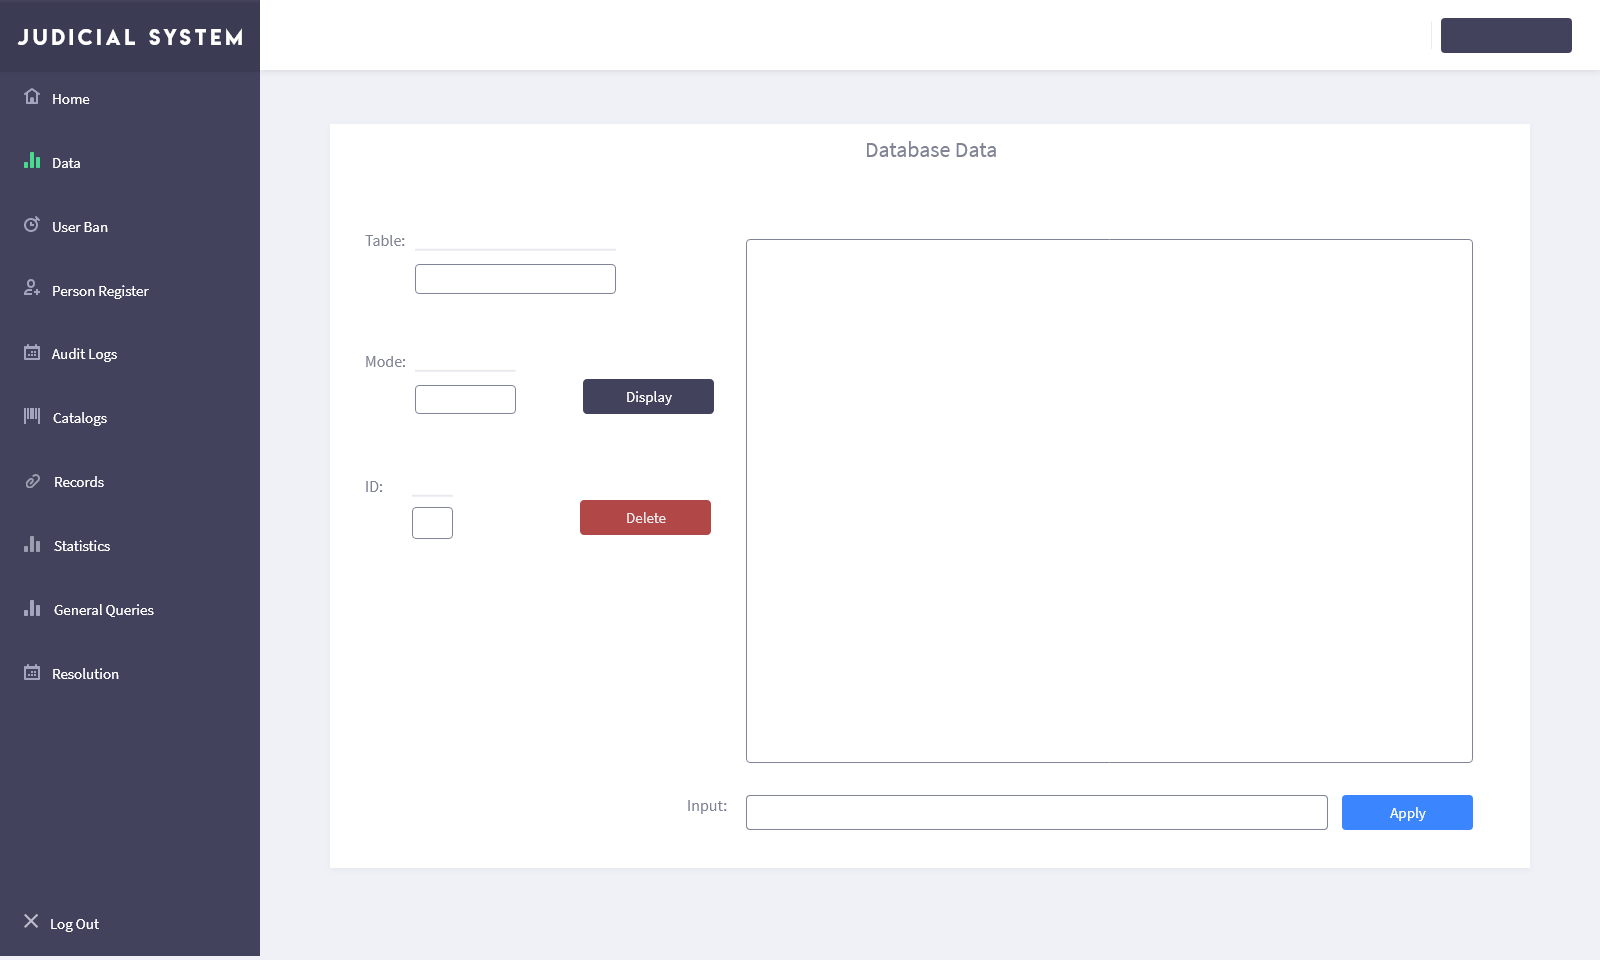 JUDICIAL SYSTEM
Home
Data
User Ban
Person Register
Audit Logs
Catalogs
Records
Statistics
General Queries
Resolution
Log Out
Database Data
Table:
Mode:
Display
ID:
Delete
Input:
Apply